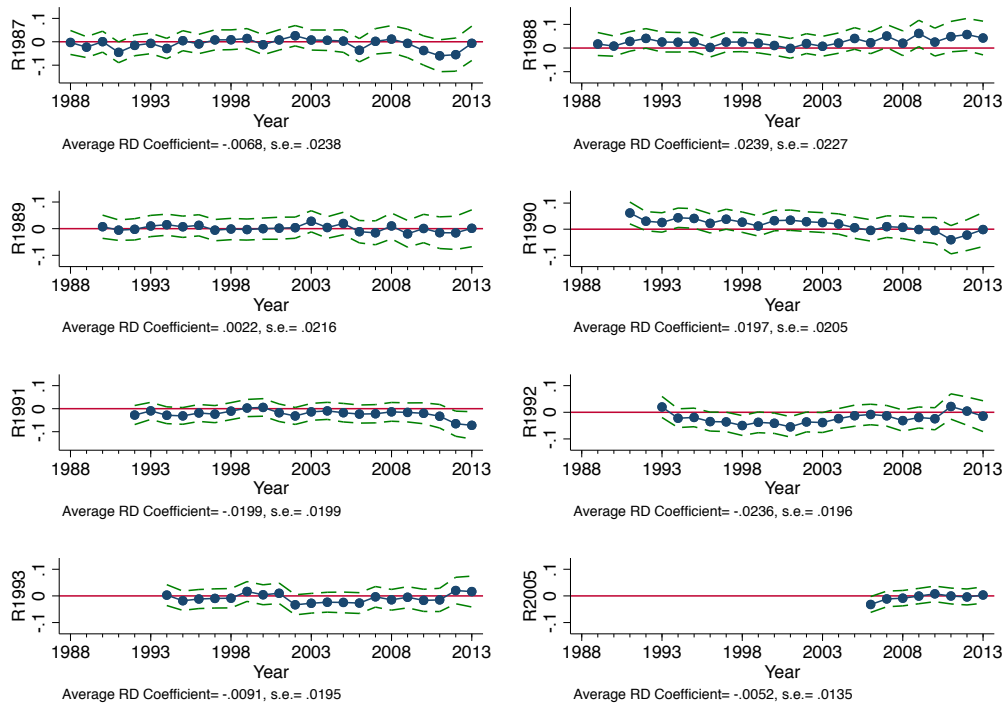 R1987
.1
0
-.1
1988 1993 1998 2003 2008 2013
Year
Average RD Coefficient= -.0068, s.e.= .0238
R1988
.1
0
-.1
1988 1993 1998 2003 2008 2013
Year
Average RD Coefficient= .0239, s.e.= .0227
R1989
.1
0
-.1
1988 1993 1998 2003 2008 2013
Year
Average RD Coefficient= .0022, s.e.= .0216
R1990
.1
0
-.1
1988 1993 1998 2003 2008 2013
Year
Average RD Coefficient= .0197, s.e.= .0205
R1991
.1
0
-.1
1988 1993 1998 2003 2008 2013
Year
Average RD Coefficient= -.0199, s.e.= .0199
R1992
.1
0
-.1
1988 1993 1998 2003 2008 2013
Year
Average RD Coefficient= -.0236, s.e.= .0196
R1993
.1
0
-.1
1988 1993 1998 2003 2008 2013
Year
Average RD Coefficient= -.0091, s.e.= .0195
R2005
.1
0
-.1
1988 1993 1998 2003 2008 2013
Year
Average RD Coefficient= -.0052, s.e.= .0135